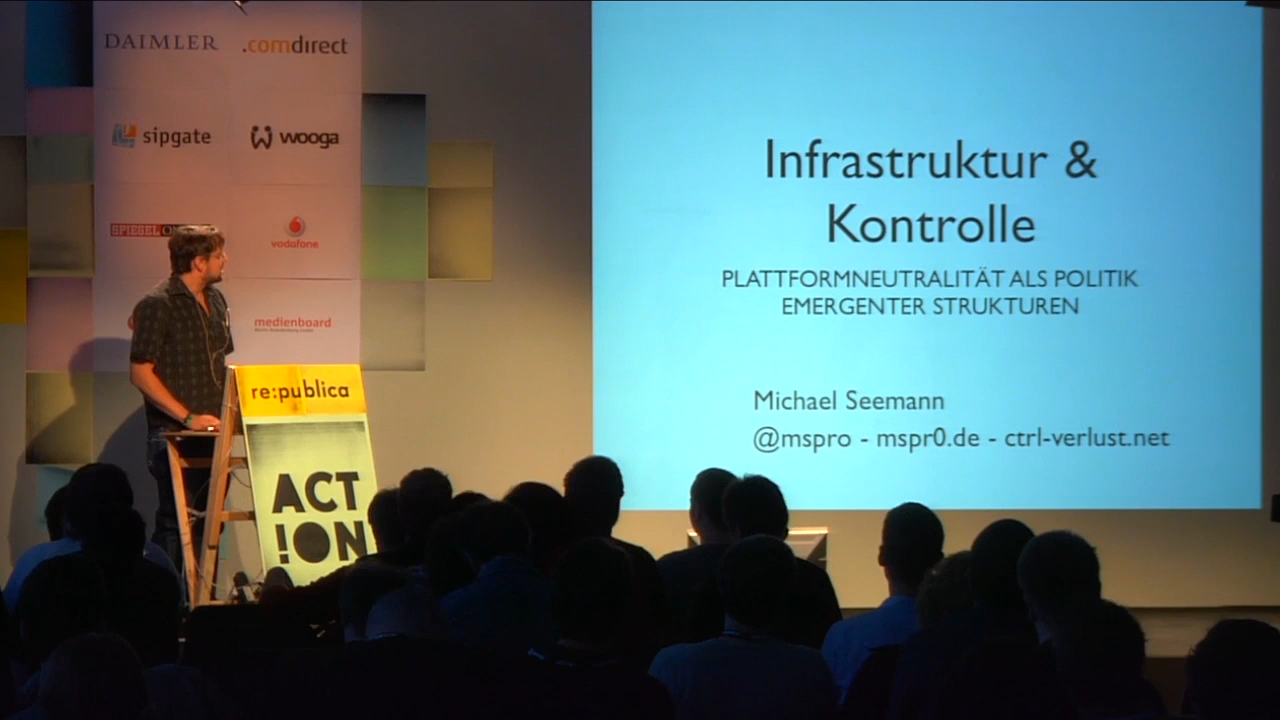 DAIMLER
.comdirect
sipgate
wooga
SPIEGEL
vodafone
medienboard
re:publica
ACT
!ON
Infrastruktur &
Kontrolle
PLATTFORMNEUTRALITÄT ALS POLITIK
EMERGENTER STRUKTUREN
Michael Seemann
@mspro - mspr0.de - ctrl-verlust.net